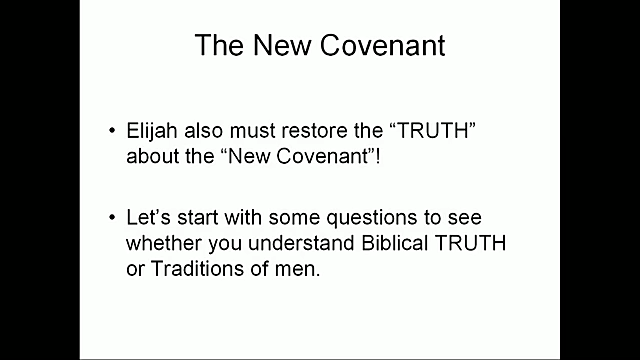 The New Covenant
• Elijah also must restore the “TRUTH”
about the “New Covenant”!
• Let’s start with some questions to see
whether you understand Biblical TRUTH
or Traditions of men.